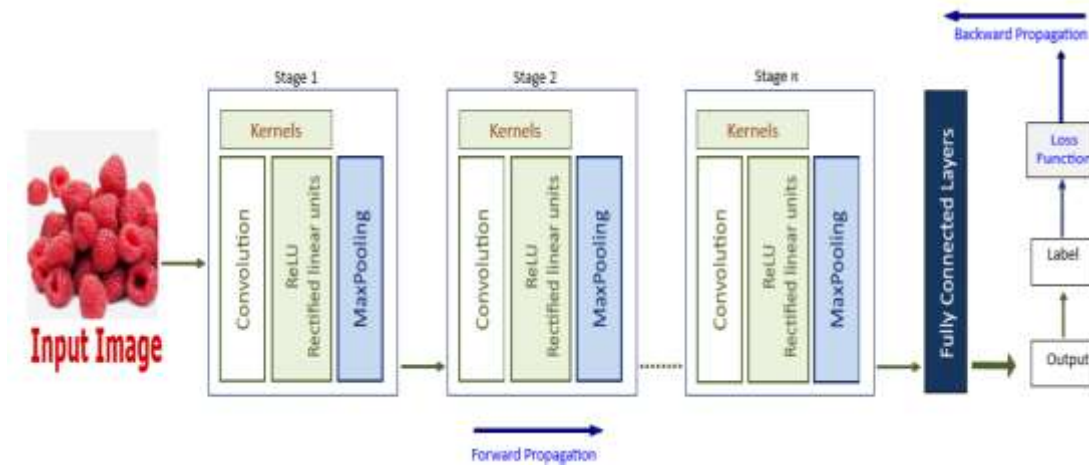 Backward Propagation
Stage 1
Stage 2
Stage n
Kernels
Kernels
Kernels
Convolution
ReLU
Rectified linear units
MaxPooling
Convolution
ReLU
Rectified linear units
MaxPooling
Convolution
ReLU
Rectified linear units
MaxPooling
Fully Connected Layers
Loss
Function
Label
Output
Input Image
Forward Propagation